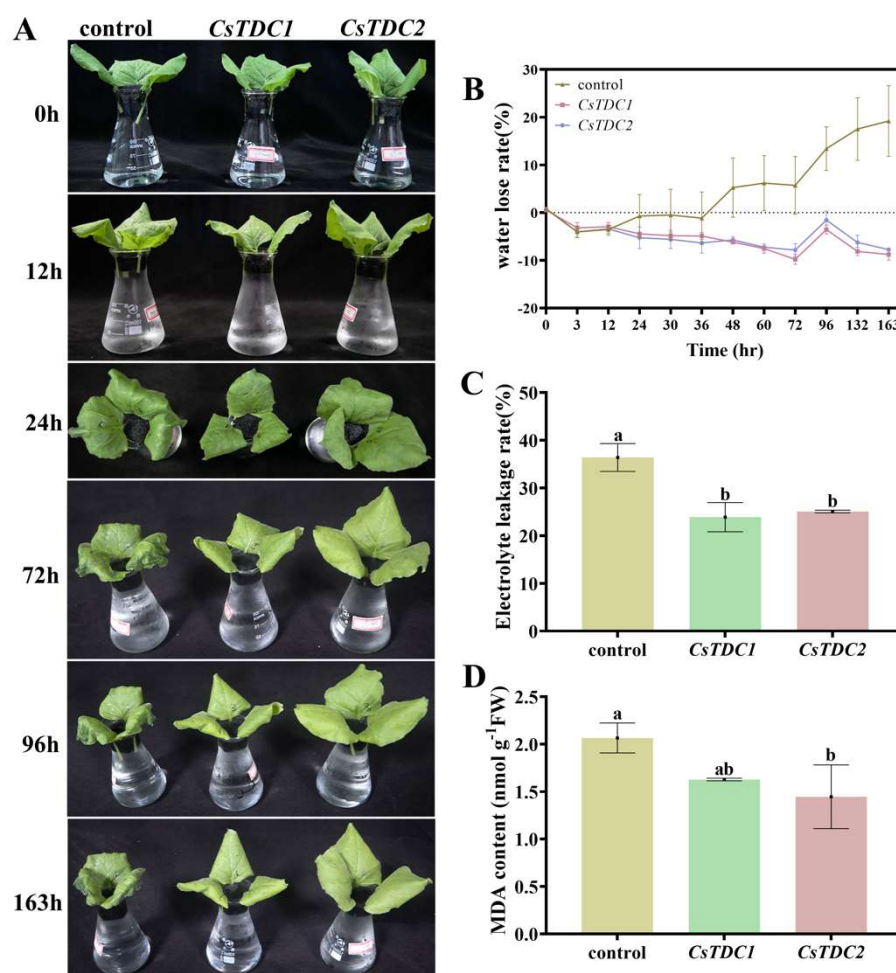 A
control CsTDC1 CsTDC2
0h
12h
24h
72h
96h
163h
B
control
CsTDC1
CsTDC2
water lose rate(%)
30
20
10
0
-10
-20
0 3 12 24 30 36 48 60 72 96 132 163
Time (hr)
C
Electrolyte leakage rate(%)
50
40
30
20
10
0
a
b
b
control CsTDC1 CsTDC2
D
MDA content (nmol g-1FW)
2.5
2.0
1.5
1.0
0.5
0.0
a
ab
b
control CsTDC1 CsTDC2